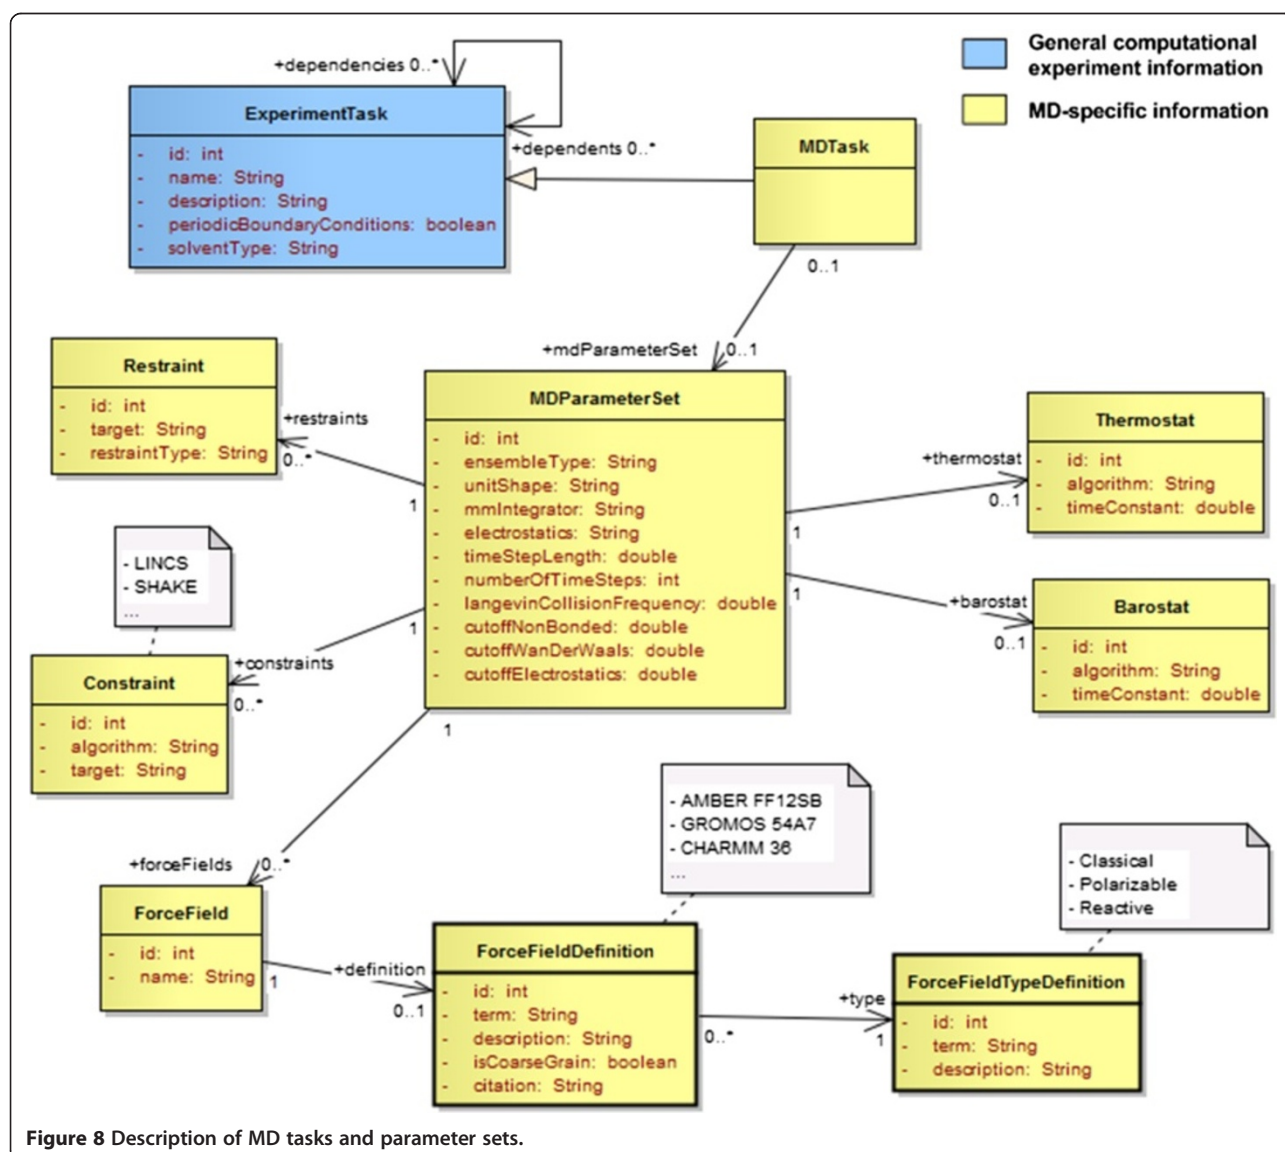 +dependencies 0..*
General computational
experiment information
MD-specific information
ExperimentTask
- id: int
- name: String
- description: String
- periodicBoundaryConditions: boolean
- solventType: String
+dependents 0..*
MDTask
0..1
+mdParameterSet 0..1
Restraint
- id: int
- target: String
- restraintType: String
+restraints
0..*
1
MDParameterSet
- id: int
- ensembleType: String
- unitShape: String
- mmIntegrator: String
- electrostatics: String
- timeStepLength: double
- numberOfTimeSteps: int
- langevinCollisionFrequency: double
- cutoffNonBonded: double
- cutoffWanDerWaals: double
- cutoffElectrostatics: double
+thermostat
0..1
1
Thermostat
- id: int
- algorithm: String
- timeConstant: double
1
+barostat
0..1
Barostat
- id: int
- algorithm: String
- timeConstant: double
- LINCS
- SHAKE
...
1
+constraints
0..*
Constraint
- id: int
- algorithm: String
- target: String
1
+forceFields 0..*
ForceField
- id: int
- name: String
1
+definition
0..1
- AMBER FF12SB
- GROMOS 54A7
- CHARMM 36
...
ForceFieldDefinition
- id: int
- term: String
- description: String
- isCoarseGrain: boolean
- citation: String
0..*
+type
1
- Classical
- Polarizable
- Reactive
ForceFieldTypeDefinition
- id: int
- term: String
- description: String
Figure 8 Description of MD tasks and parameter sets.